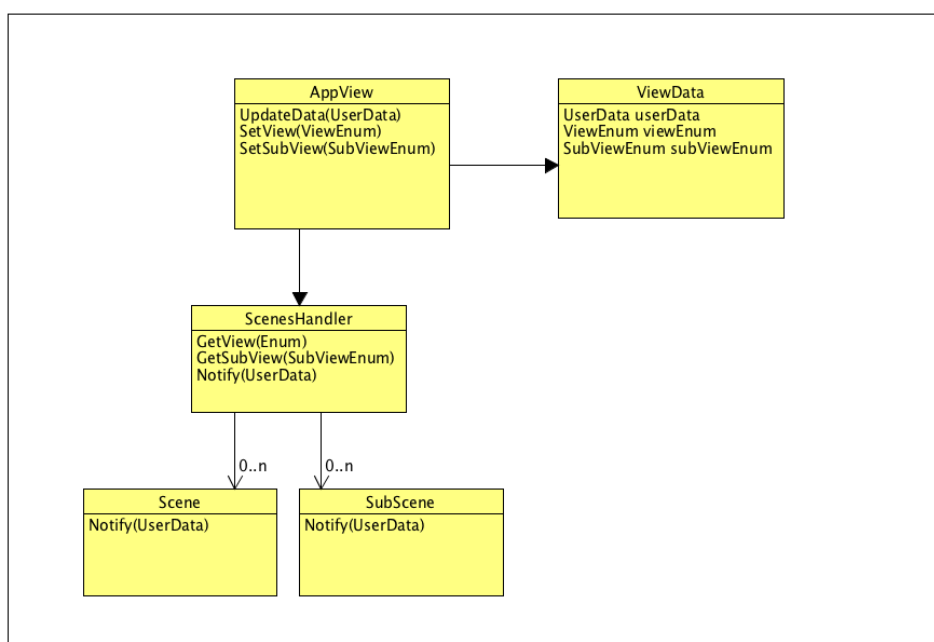 AppView
UpdateData(UserData)
SetView(ViewEnum)
SetSubView(SubViewEnum)
ViewData
UserData userData
ViewEnum viewEnum
SubViewEnum subViewEnum
ScenesHandler
GetView(Enum)
GetSubView(SubViewEnum)
Notify(UserData)
0..n
0..n
Scene
Notify(UserData)
SubScene
Notify(UserData)